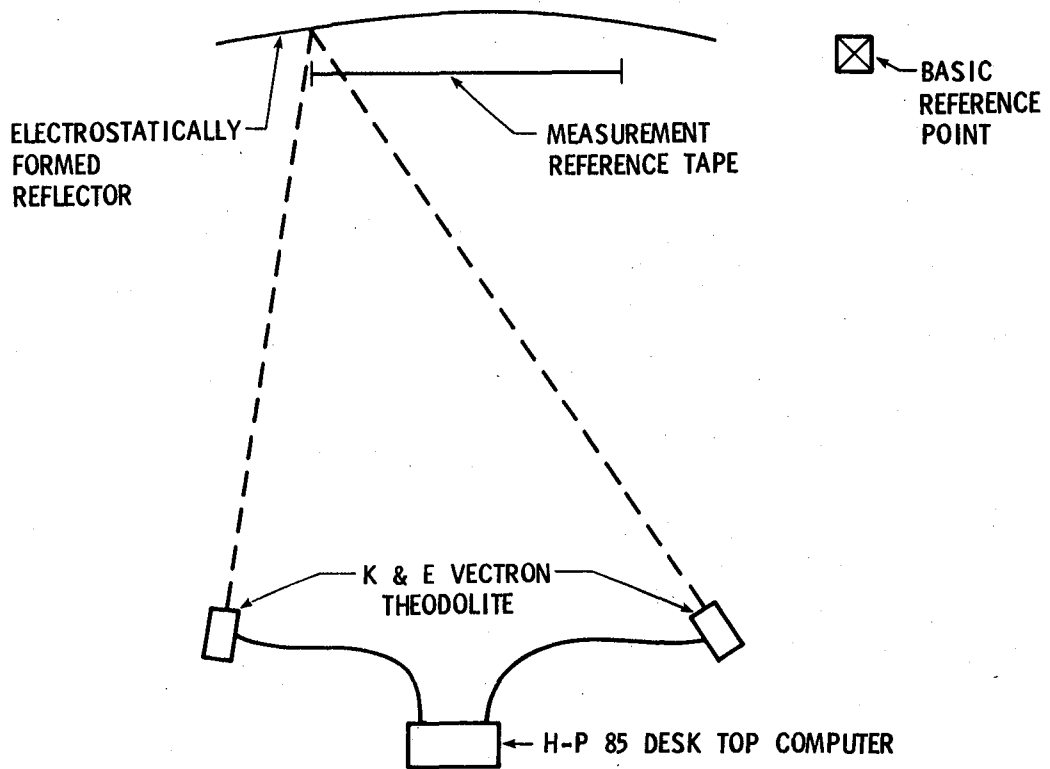 ELECTROSTATICALLY
FORMED
REFLECTOR
MEASUREMENT
REFERENCE TAPE
BASIC
REFERENCE
POINT
K & E VECTRON
THEODOLITE
H-P 85 DESK TOP COMPUTER